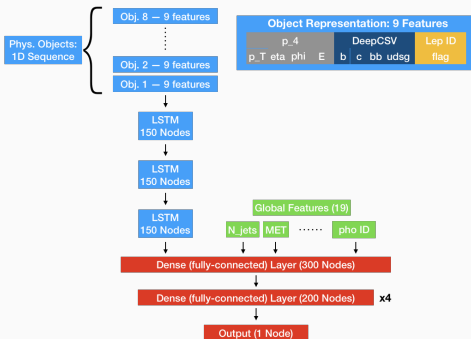 Phys. Objects:
1D Sequence
Obj. 8 — 9 features
Obj. 2 — 9 features
Obj. 1 — 9 features
Object Representation: 9 Features
p_4 DeepCSV Lep ID
p_T eta phi E b c bb udsg flag
LSTM
150 Nodes
LSTM
150 Nodes
LSTM
150 Nodes
Global Features (19)
N_jets MET ...... pho ID
Dense (fully-connected) Layer (300 Nodes)
Dense (fully-connected) Layer (200 Nodes) x4
Output (1 Node)